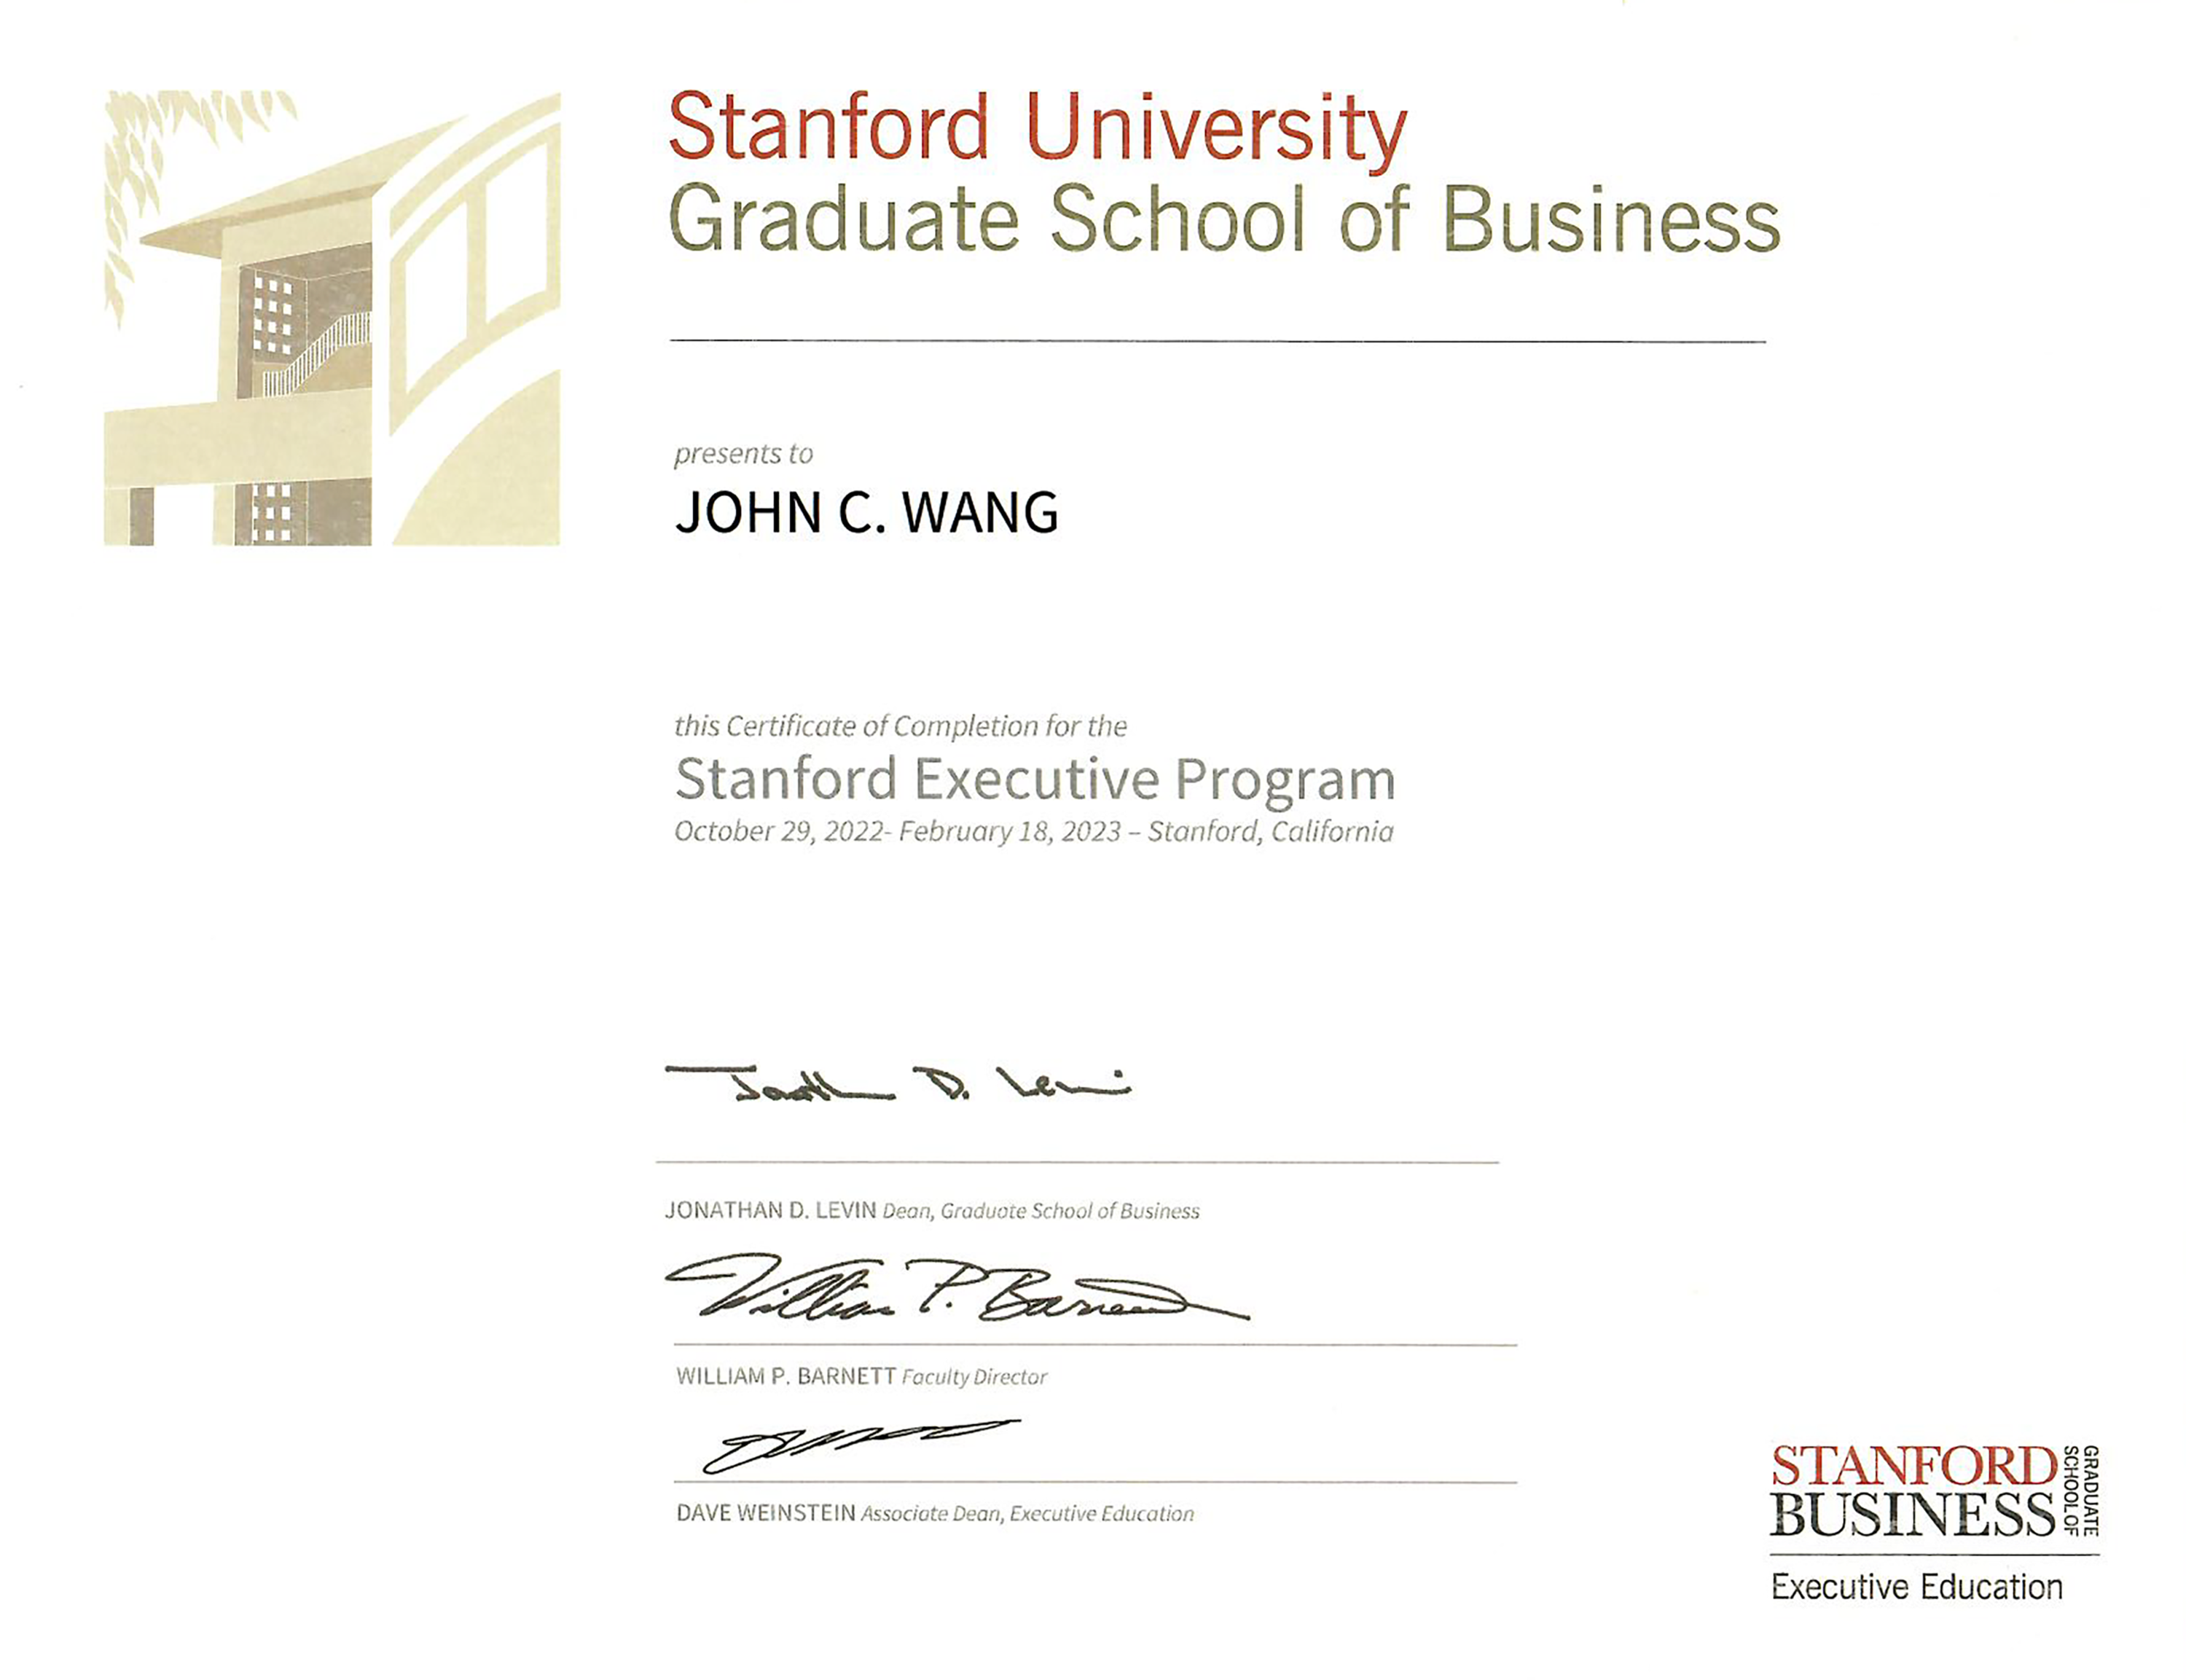 Stanford University
Graduate School of Business
presents to
JOHN C. WANG
this Certificate of Completion for the
Stanford Executive Program
October 29, 2022- February 18, 2023 – Stanford, California
Jonathan D. Levin
JONATHAN D. LEVIN Dean, Graduate School of Business
William P. Barnett
WILLIAM P. BARNETT Faculty Director
DAVE WEINSTEIN Associate Dean, Executive Education
STANFORD
BUSINESS
GRADUATE
SCHOOL OF
Executive Education